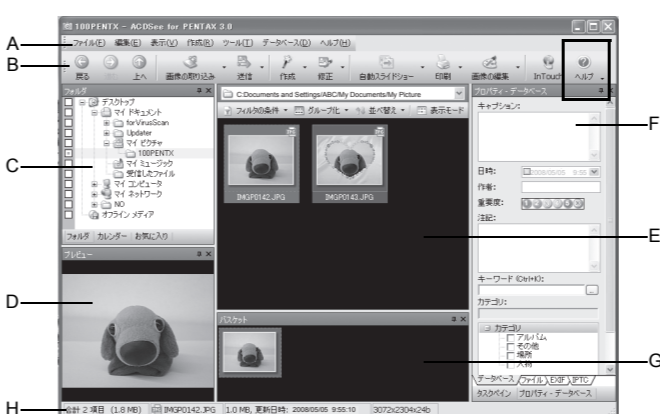 100PENTX - ACDSee for PENTAX 3.0
A
ファイル(F) 編集(E) 表示(V) 作成(R) ツール(T) データベース(D) ヘルプ(H)
B
戻る 上へ 画像の取り込み 送信 作成 修正 自動スライドショー 印刷 画像の編集 InTouch ヘルプ
フォルダ
デスクトップ
マイ ドキュメント
forVirusScan
Updater
マイ ピクチャ
100PENTX
マイ ミュージック
受信したファイル
マイ コンピュータ
マイ ネットワーク
NO
オフライン メディア
フォルダ カレンダー お気に入り
C
C:Documents and Settings/ABC/My Documents/My Picture
フィルタの条件 グループ化 並べ替え 表示モード
IMGP0142.JPG IMGP0143.JPG
E
プロパティ - データベース
キャプション:
F
日時: 2008/05/05 9:55
作者:
重要度: 1 2 3 4 5
注記:
キーワード (Ctrl+K):
...
カテゴリ:
カテゴリ
アルバム
その他
場所
人物
データベース ファイル EXIF IPTC
タスクペイン プロパティ - データベース
プレビュー
D
バスケット
G
H
合計 2 項目 (1.8 MB) IMGP0142.JPG 1.0 MB, 更新日時: 2008/05/05 9:55:10 3072x2304x24b